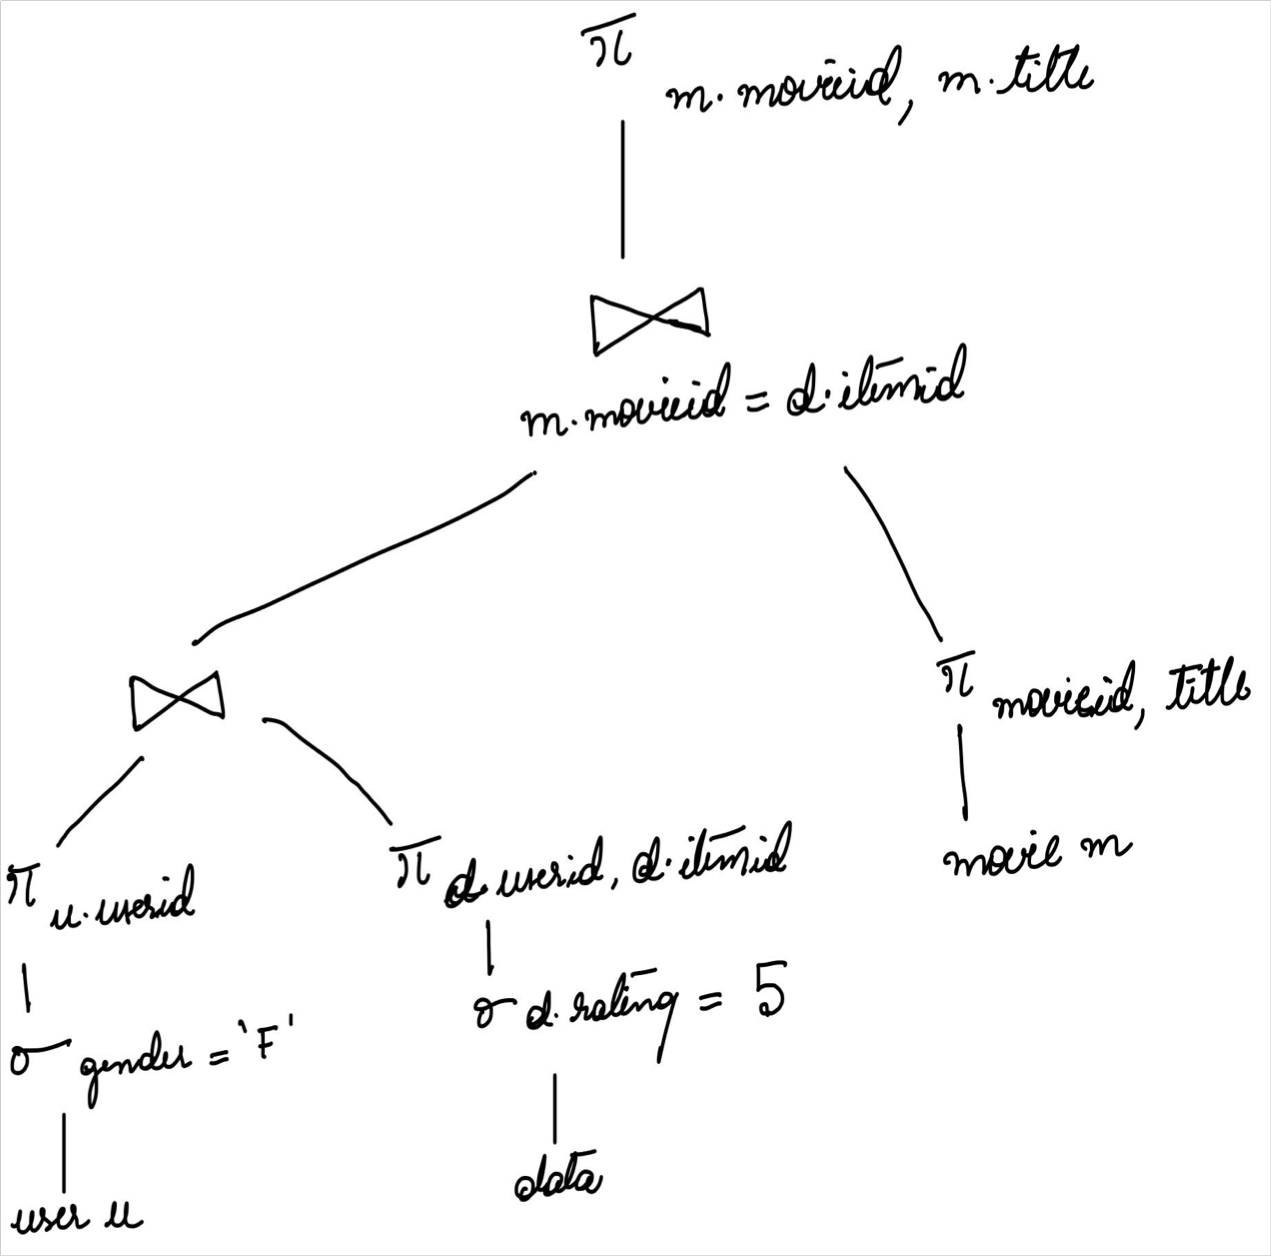 π m.movieid, m.title
⋈
m.movieid = d.itemid
⋈
π movieid, title
π u.userid
π d.userid, d.itemid
movie m
σ gender = 'F'
σ d.rating = 5
user u
data